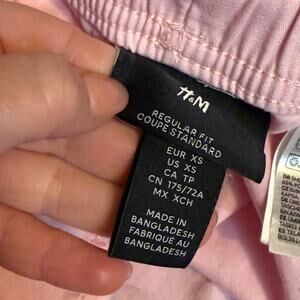 H&M
REGULAR FIT
COUPE STANDARD
EUR XS
US XS
CA TP
CN 175/72A
MX XCH
MADE IN
BANGLADESH
FABRIQUÉ AU
BANGLADESH